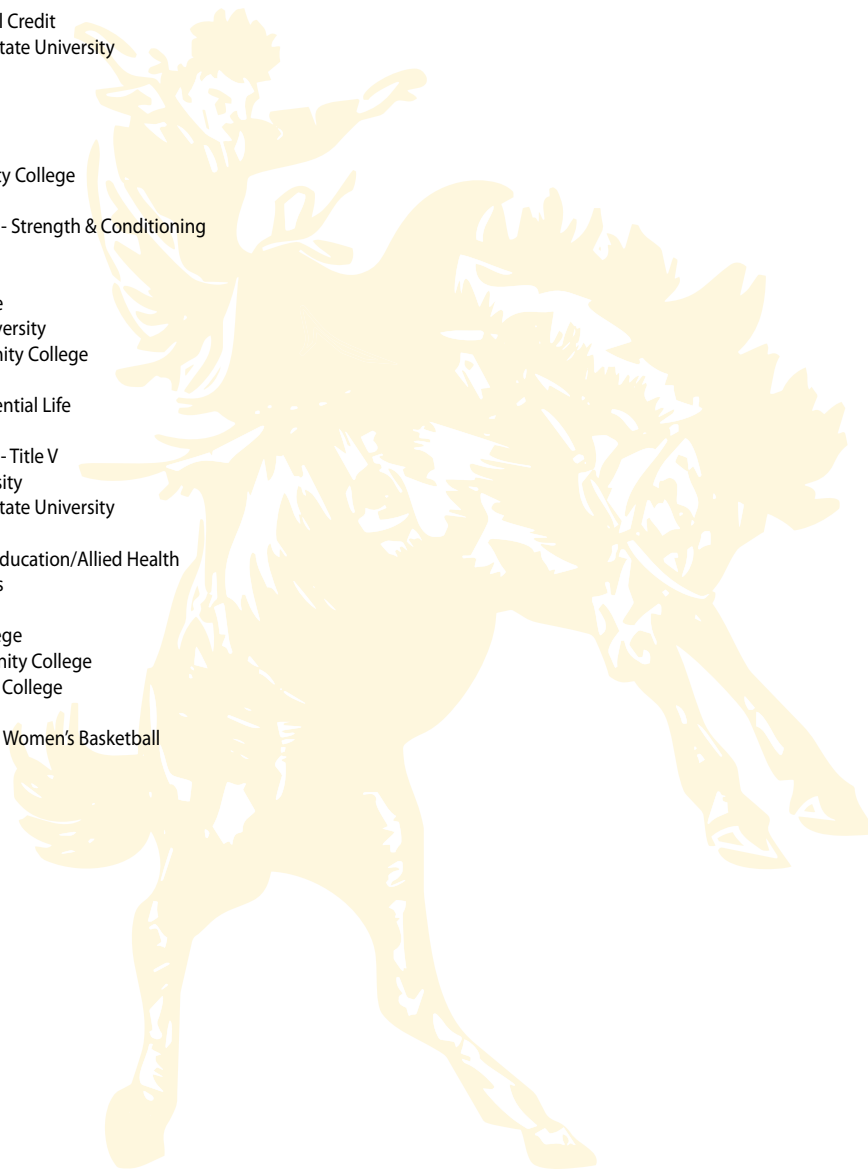 l Credit
tate University
ty College
- Strength & Conditioning
e
versity
nity College
ential Life
- Title V
sity
tate University
ducation/Allied Health
s
ege
nity College
College
Women's Basketball